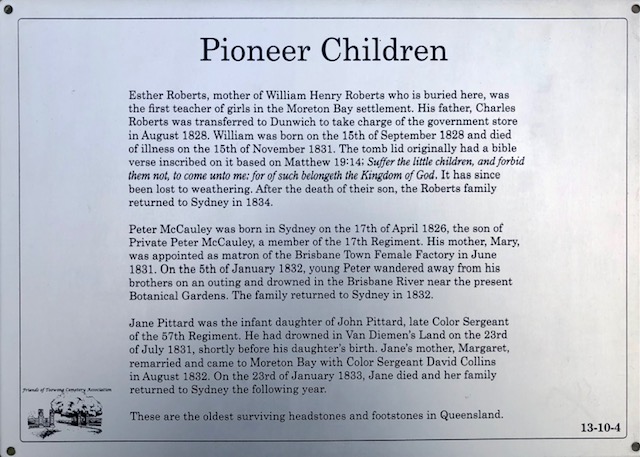 Pioneer Children
Esther Roberts, mother of William Henry Roberts who is buried here, was
the first teacher of girls in the Moreton Bay settlement. His father, Charles
Roberts was transferred to Dunwich to take charge of the government store
in August 1828. William was born on the 15th of September 1828 and died
of illness on the 15th of November 1831. The tomb lid originally had a bible
verse inscribed on it based on Matthew 19:14; Suffer the little children, and forbid
them not, to come unto me: for of such belongeth the Kingdom of God. It has since
been lost to weathering. After the death of their son, the Roberts family
returned to Sydney in 1834.
Peter McCauley was born in Sydney on the 17th of April 1826, the son of
Private Peter McCauley, a member of the 17th Regiment. His mother, Mary,
was appointed as matron of the Brisbane Town Female Factory in June
1831. On the 5th of January 1832, young Peter wandered away from his
brothers on an outing and drowned in the Brisbane River near the present
Botanical Gardens. The family returned to Sydney in 1832.
Jane Pittard was the infant daughter of John Pittard, late Color Sergeant
of the 57th Regiment. He had drowned in Van Diemen's Land on the 23rd
of July 1831, shortly before his daughter's birth. Jane's mother, Margaret,
remarried and came to Moreton Bay with Color Sergeant David Collins
in August 1832. On the 23rd of January 1833, Jane died and her family
returned to Sydney the following year.
These are the oldest surviving headstones and footstones in Queensland.
Friends of Toowong Cemetery Association
13-10-4